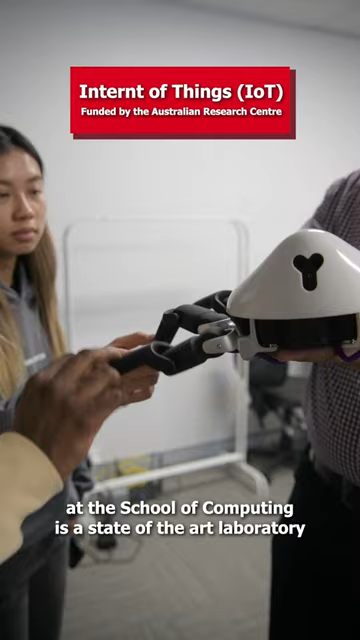 Internt of Things (IoT)
Funded by the Australian Research Centre
at the School of Computing
is a state of the art laboratory